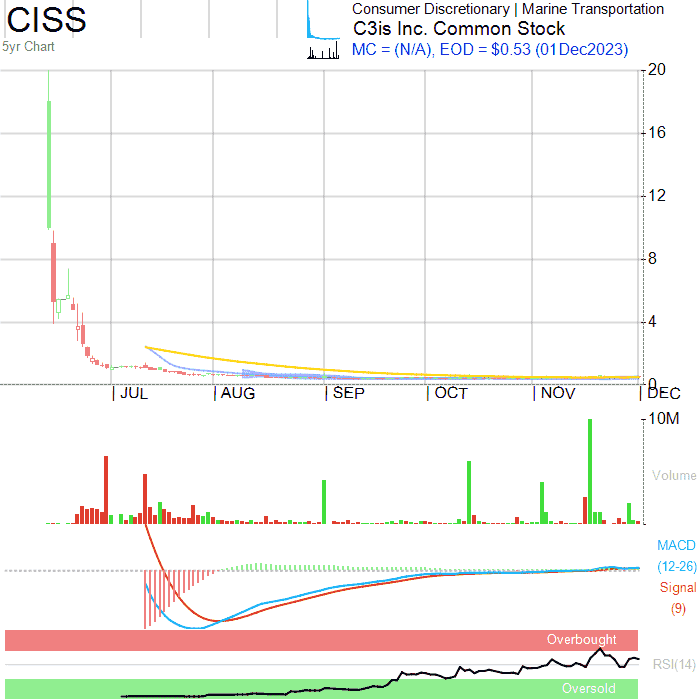 CISS
Consumer Discretionary | Marine Transportation
C3is Inc. Common Stock
5yr Chart
MC = (N/A), EOD = $0.53 (01Dec2023)
20
16
12
8
4
0
JUL AUG SEP OCT NOV DEC
10M
Volume
MACD
(12-26)
Signal
(9)
Overbought
RSI(14)
Oversold